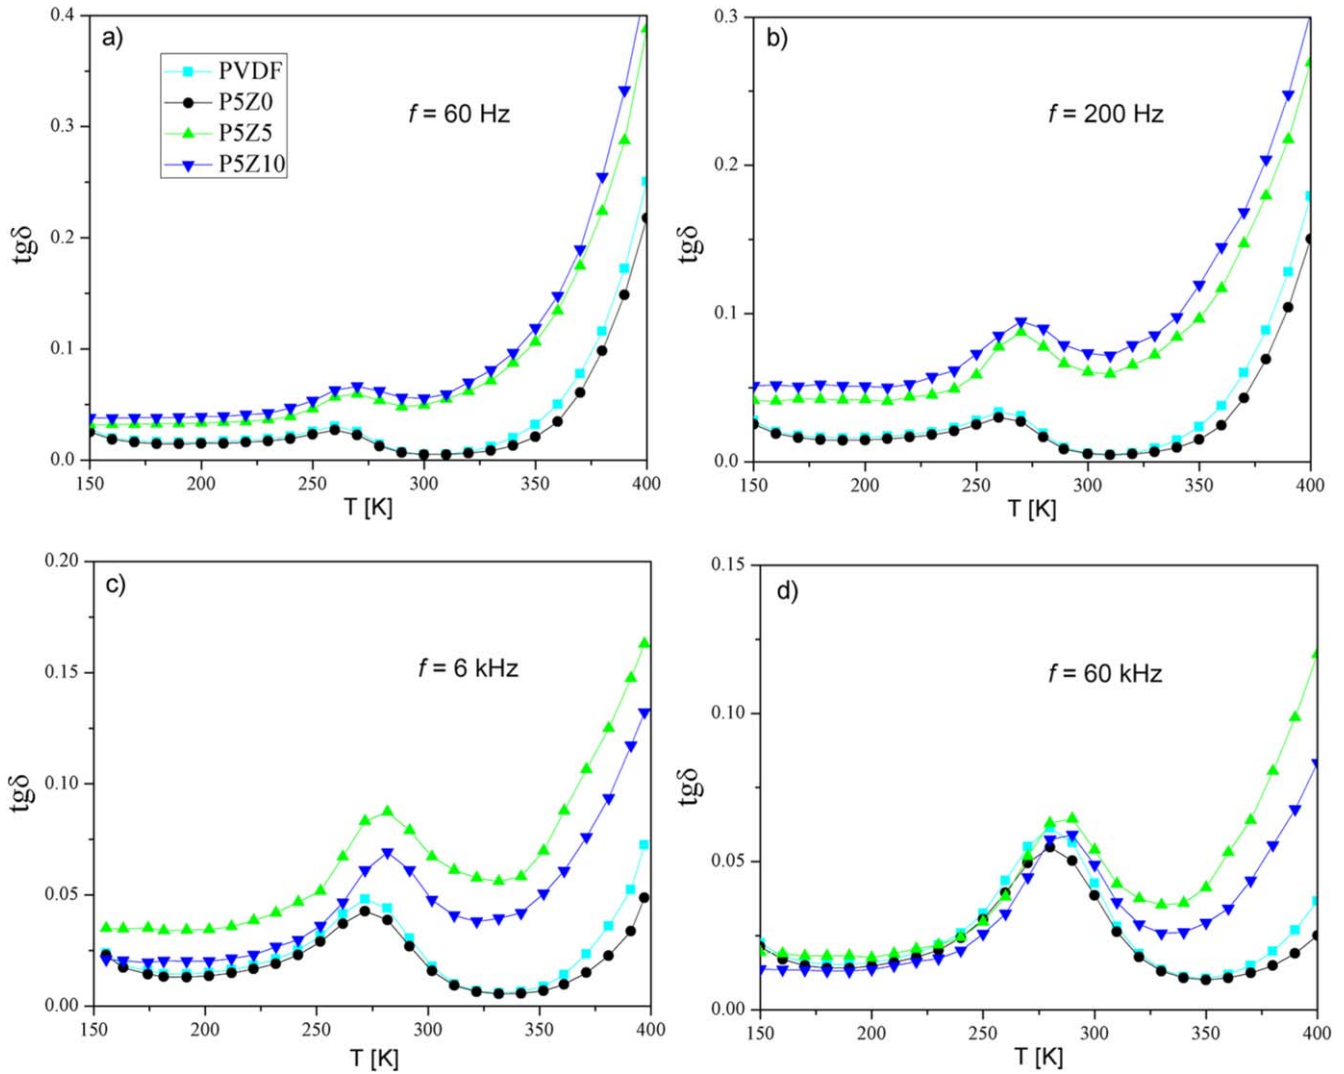 a)
PVDF
P5Z0
P5Z5
P5Z10
f = 60 Hz
tgδ
0.4
0.3
0.2
0.1
0.0
150 200 250 300 350 400
T [K]
b)
f = 200 Hz
tgδ
0.3
0.2
0.1
0.0
150 200 250 300 350 400
T [K]
c)
f = 6 kHz
tgδ
0.20
0.15
0.10
0.05
0.00
150 200 250 300 350 400
T [K]
d)
f = 60 kHz
tgδ
0.15
0.10
0.05
0.00
150 200 250 300 350 400
T [K]